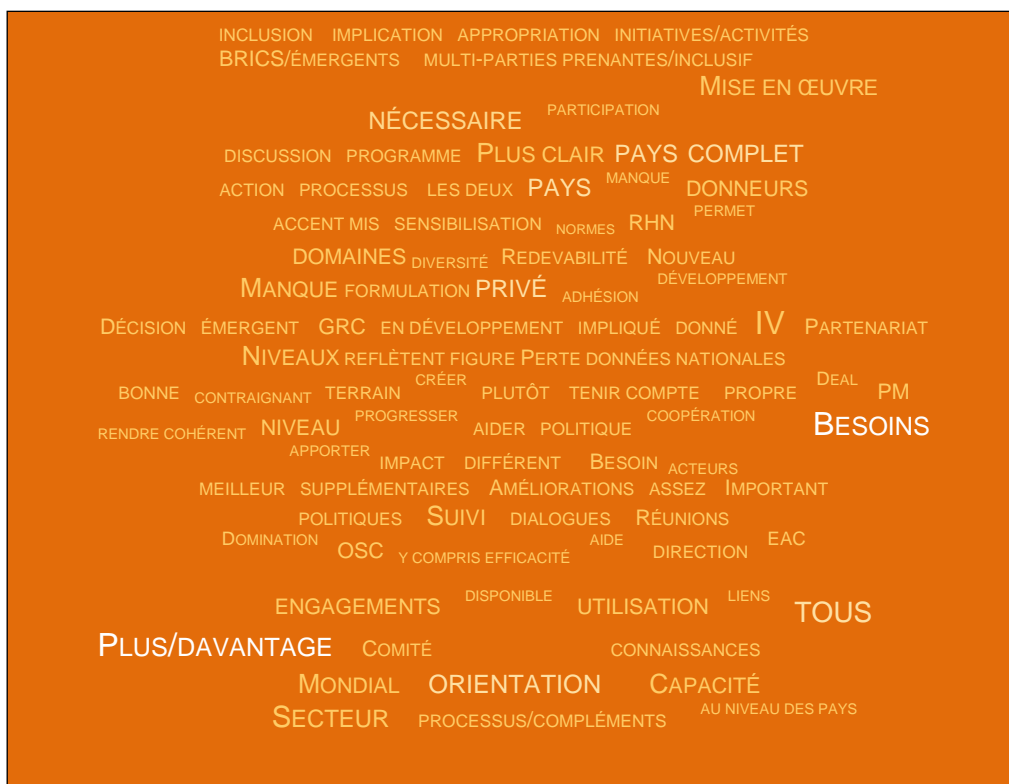 INCLUSION IMPLICATION APPROPRIATION INITIATIVES/ACTIVITÉS
BRICS/ÉMERGENTS MULTI-PARTIES PRENANTES/INCLUSIF
MISE EN ŒUVRE
NÉCESSAIRE PARTICIPATION
DISCUSSION PROGRAMME PLUS CLAIR PAYS COMPLET
ACTION PROCESSUS LES DEUX PAYS MANQUE DONNEURS
ACCENT MIS SENSIBILISATION NORMES RHN PERMET
DOMAINES DIVERSITÉ REDEVABILITÉ NOUVEAU
MANQUE FORMULATION PRIVÉ ADHÉSION DÉVELOPPEMENT
DÉCISION ÉMERGENT GRC EN DÉVELOPPEMENT IMPLIQUÉ DONNÉ IV PARTENARIAT
NIVEAUX REFLÈTENT FIGURE PERTE DONNÉES NATIONALES
BONNE CONTRAIGNANT TERRAIN CRÉER PLUTÔT TENIR COMPTE PROPRE DEAL PM
RENDRE COHÉRENT NIVEAU PROGRESSER AIDER POLITIQUE COOPÉRATION BESOINS
APPORTER IMPACT DIFFÉRENT BESOIN ACTEURS
MEILLEUR SUPPLÉMENTAIRES AMÉLIORATIONS ASSEZ IMPORTANT
POLITIQUES SUIVI DIALOGUES RÉUNIONS
DOMINATION OSC Y COMPRIS EFFICACITÉ AIDE DIRECTION EAC
ENGAGEMENTS DISPONIBLE UTILISATION LIENS TOUS
PLUS/DAVANTAGE COMITÉ CONNAISSANCES
MONDIAL ORIENTATION CAPACITÉ
SECTEUR PROCESSUS/COMPLÉMENTS AU NIVEAU DES PAYS